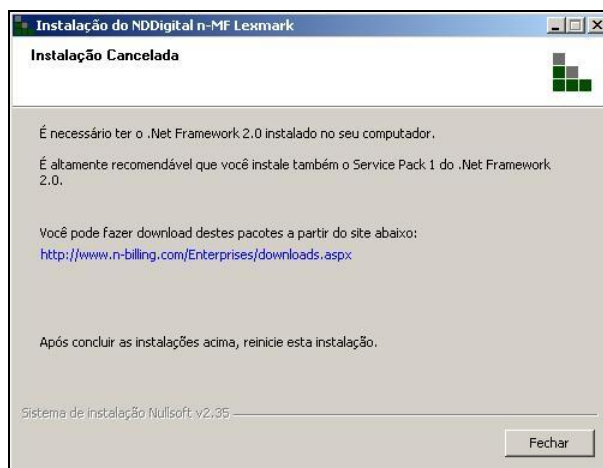 Instalação do NDDigital n-MF Lexmark
Instalação Cancelada
É necessário ter o .Net Framework 2.0 instalado no seu computador.
É altamente recomendável que você instale também o Service Pack 1 do .Net Framework
2.0.
Você pode fazer download destes pacotes a partir do site abaixo:
http://www.n-billing.com/Enterprises/downloads.aspx
Após concluir as instalações acima, reinicie esta instalação.
Sistema de instalação Nullsoft v2.35
Fechar